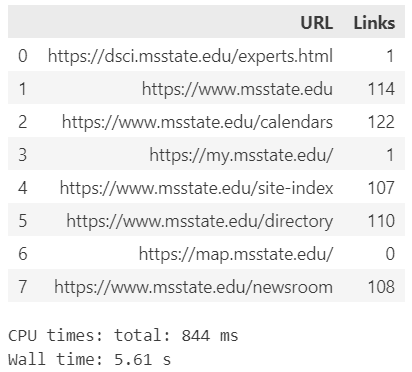 URL Links
0 https://dsci.msstate.edu/experts.html 1
1 https://www.msstate.edu 114
2 https://www.msstate.edu/calendars 122
3 https://my.msstate.edu/ 1
4 https://www.msstate.edu/site-index 107
5 https://www.msstate.edu/directory 110
6 https://map.msstate.edu/ 0
7 https://www.msstate.edu/newsroom 108
CPU times: total: 844 ms
Wall time: 5.61 s